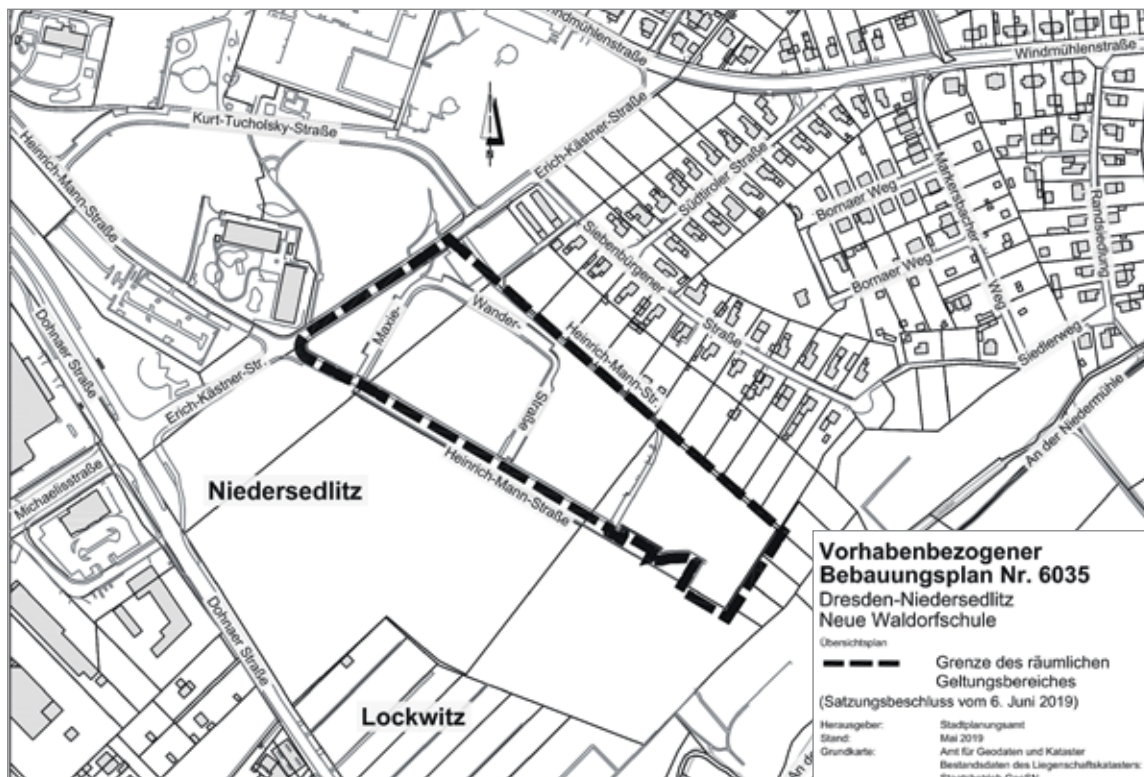 Windmühlenstraße
Windmühlenstraße
Kurt-Tucholsky-Straße
Erich-Kästner-Straße
Heinrich-Mann-Straße
Südtiroler Straße
Markersbacher Weg
Bornaer Weg
Randsiedlung
Siebenbürgener Straße
Bornaer Weg
Maxie-
Wander-
Straße
Heinrich-Mann-Str.
Siedlerweg
Dohnaer Straße
Erich-Kästner-Str.
An der Niedermühle
Michaelisstraße
Niedersedlitz
Heinrich-Mann-Straße
Dohnaer Straße
Lockwitz
An der
Vorhabenbezogener
Bebauungsplan Nr. 6035
Dresden-Niedersedlitz
Neue Waldorfschule
Übersichtsplan
Grenze des räumlichen
Geltungsbereiches
(Satzungsbeschluss vom 6. Juni 2019)
Herausgeber: Stadtplanungsamt
Stand: Mai 2019
Grundkarte: Amt für Geodaten und Kataster
Bestandsdaten des Liegenschaftskatasters: